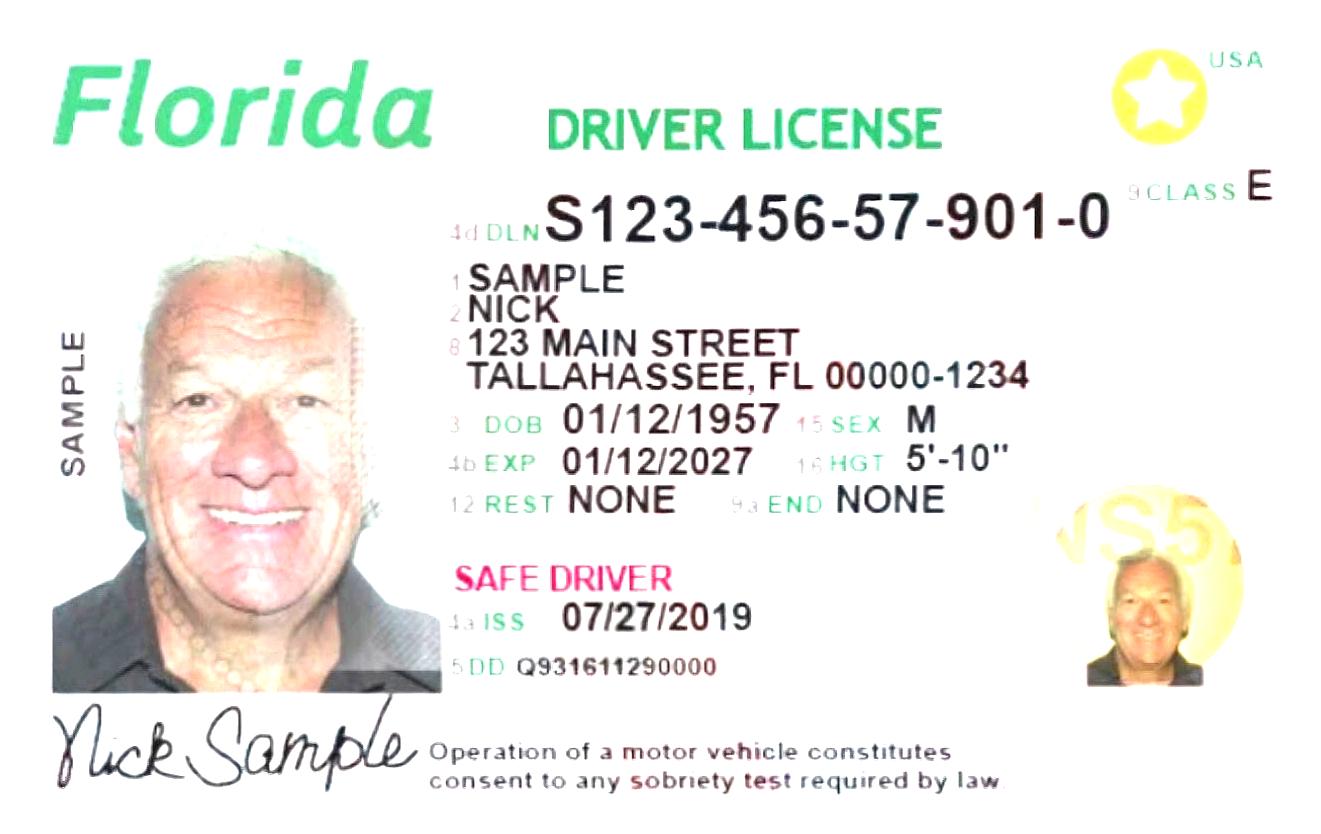 Florida
DRIVER LICENSE
USA
9 CLASS E
4d DLN S123-456-57-901-0
1 SAMPLE
2 NICK
8 123 MAIN STREET
TALLAHASSEE, FL 00000-1234
3 DOB 01/12/1957 15 SEX M
4b EXP 01/12/2027 16 HGT 5'-10"
12 REST NONE 9a END NONE
SAFE DRIVER
4a ISS 07/27/2019
5 DD Q931611290000
SAMPLE
Nick Sample
Operation of a motor vehicle constitutes
consent to any sobriety test required by law